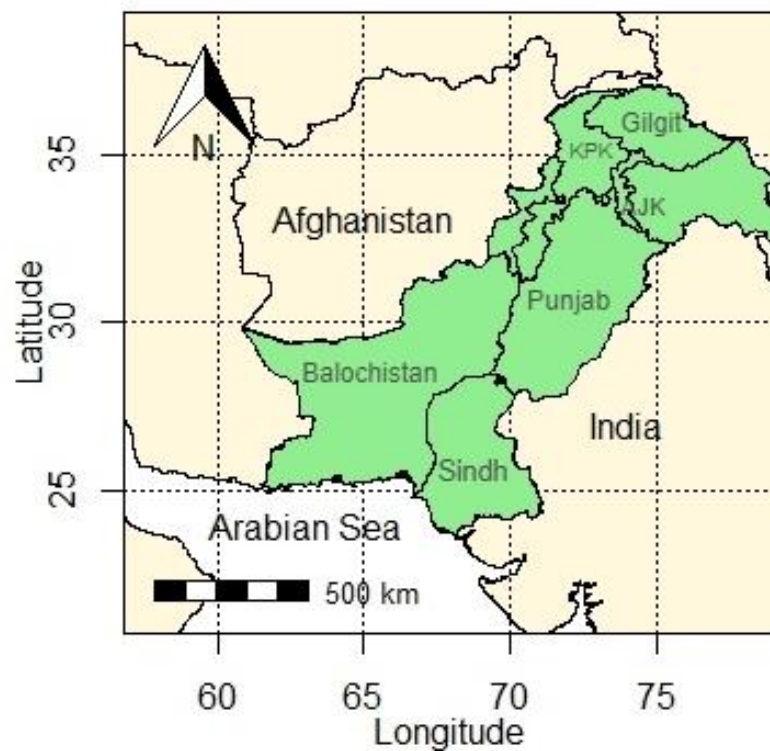 N
Gilgit
KPK
AJK
Afghanistan
Punjab
Balochistan
India
Sindh
Arabian Sea
500 km
35
30
25
Latitude
60
65
70
75
Longitude